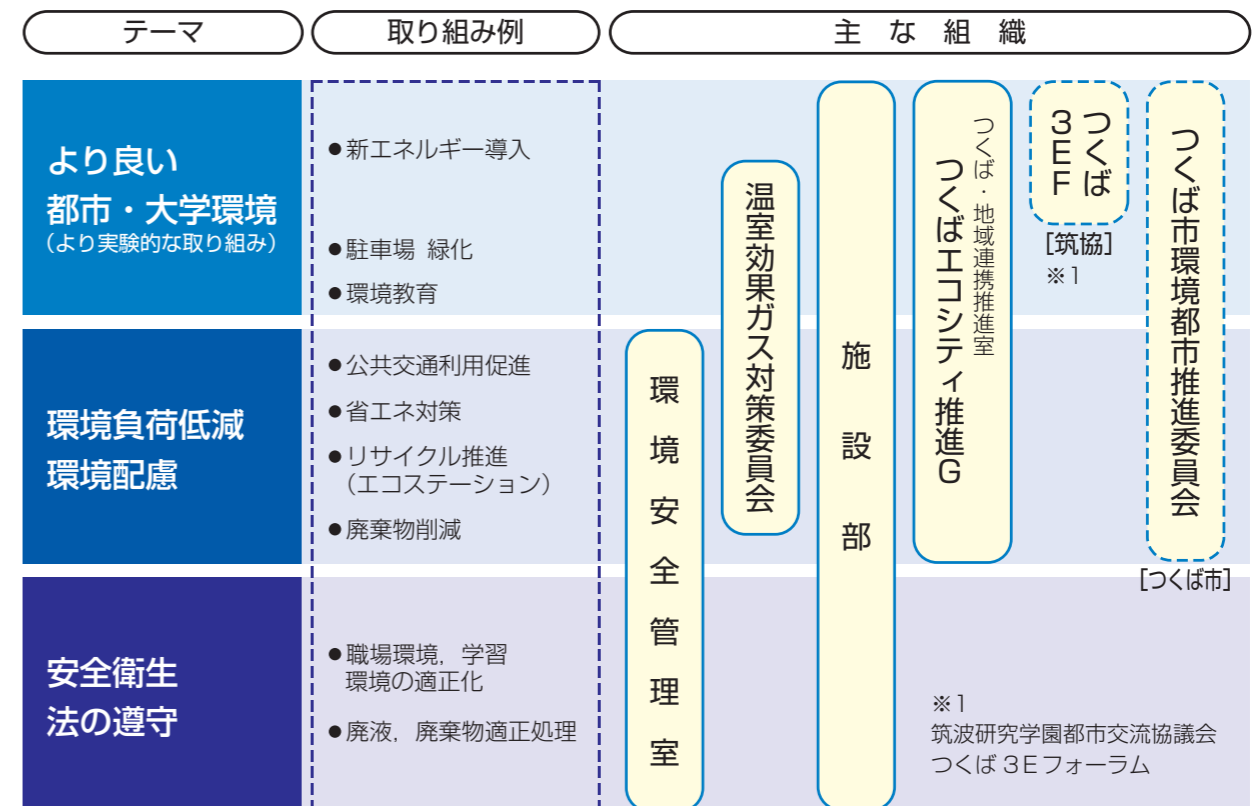 テーマ
取り組み例
主な組織
より良い
都市・大学環境
（より実験的な取り組み）
●新エネルギー導入
●駐車場 緑化
●環境教育
環境負荷低減
環境配慮
●公共交通利用促進
●省エネ対策
●リサイクル推進
（エコステーション）
●廃棄物削減
安全衛生
法の遵守
●職場環境，学習
環境の適正化
●廃液，廃棄物適正処理
環境安全管理室
温室効果ガス対策委員会
施設部
つくば・地域連携推進室
つくばエコシティ推進G
つくば
3EF
[筑協]
※1
つくば市環境都市推進委員会
[つくば市]
※1
筑波研究学園都市交流協議会
つくば3Eフォーラム